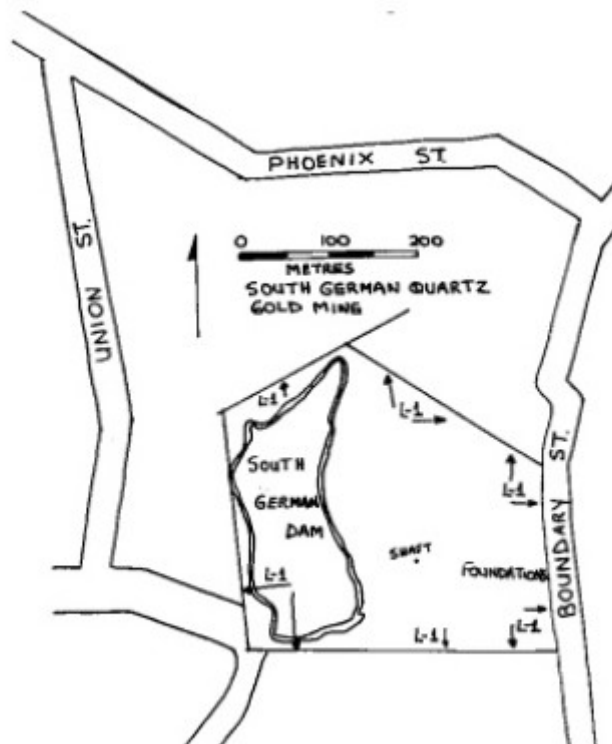 PHOENIX ST.
UNION ST.
0 100 200
METRES
SOUTH GERMAN QUARTZ
GOLD MINE
L-1
L-1
SOUTH
GERMAN
DAM
L-1
SHAFT
FOUNDATIONS
BOUNDARY ST.
L-1
L-1
L-1